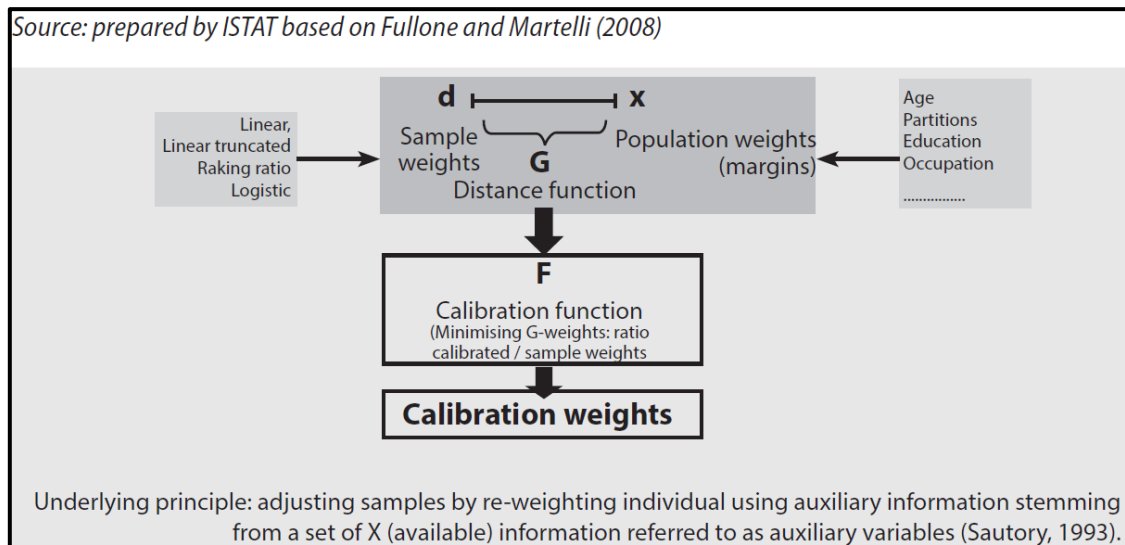 Source: prepared by ISTAT based on Fullone and Martelli (2008)
d x
Linear,
Linear truncated
Raking ratio
Logistic
Sample
weights
G
Distance function
Population weights
(margins)
Age
Partitions
Education
Occupation
................
F
Calibration function
(Minimising G-weights: ratio
calibrated / sample weights
Calibration weights
Underlying principle: adjusting samples by re-weighting individual using auxiliary information stemming
from a set of X (available) information referred to as auxiliary variables (Sautory, 1993).